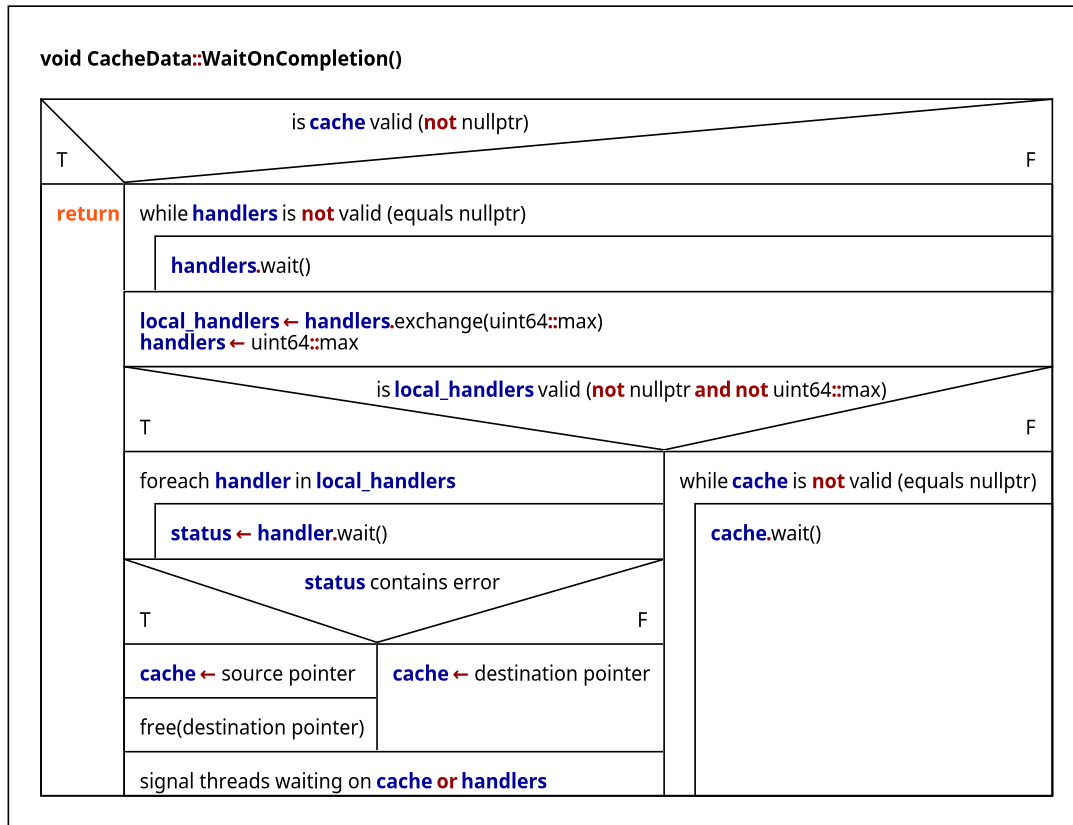 void CacheData::WaitOnCompletion()
is cache valid (not nullptr)
T
F
return
while handlers is not valid (equals nullptr)
handlers.wait()
local_handlers ← handlers.exchange(uint64::max)
handlers ← uint64::max
is local_handlers valid (not nullptr and not uint64::max)
T
F
foreach handler in local_handlers
status ← handler.wait()
status contains error
T
F
cache ← source pointer
free(destination pointer)
cache ← destination pointer
signal threads waiting on cache or handlers
while cache is not valid (equals nullptr)
cache.wait()